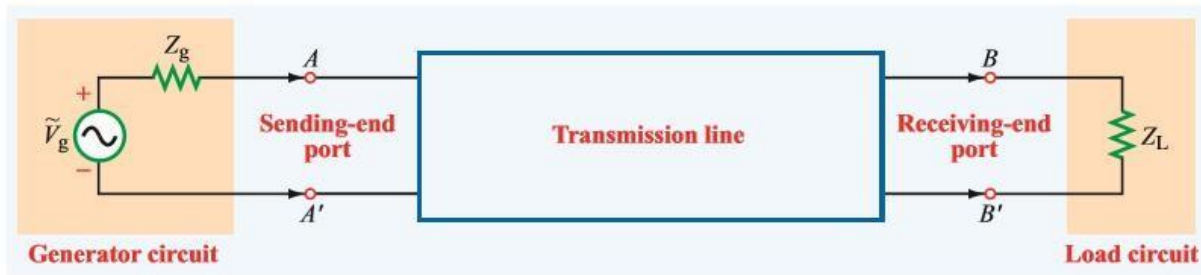 Z_g
A
B
+
Ṽ_g
−
Sending-end
port
Transmission line
Receiving-end
port
Z_L
A'
B'
Generator circuit
Load circuit